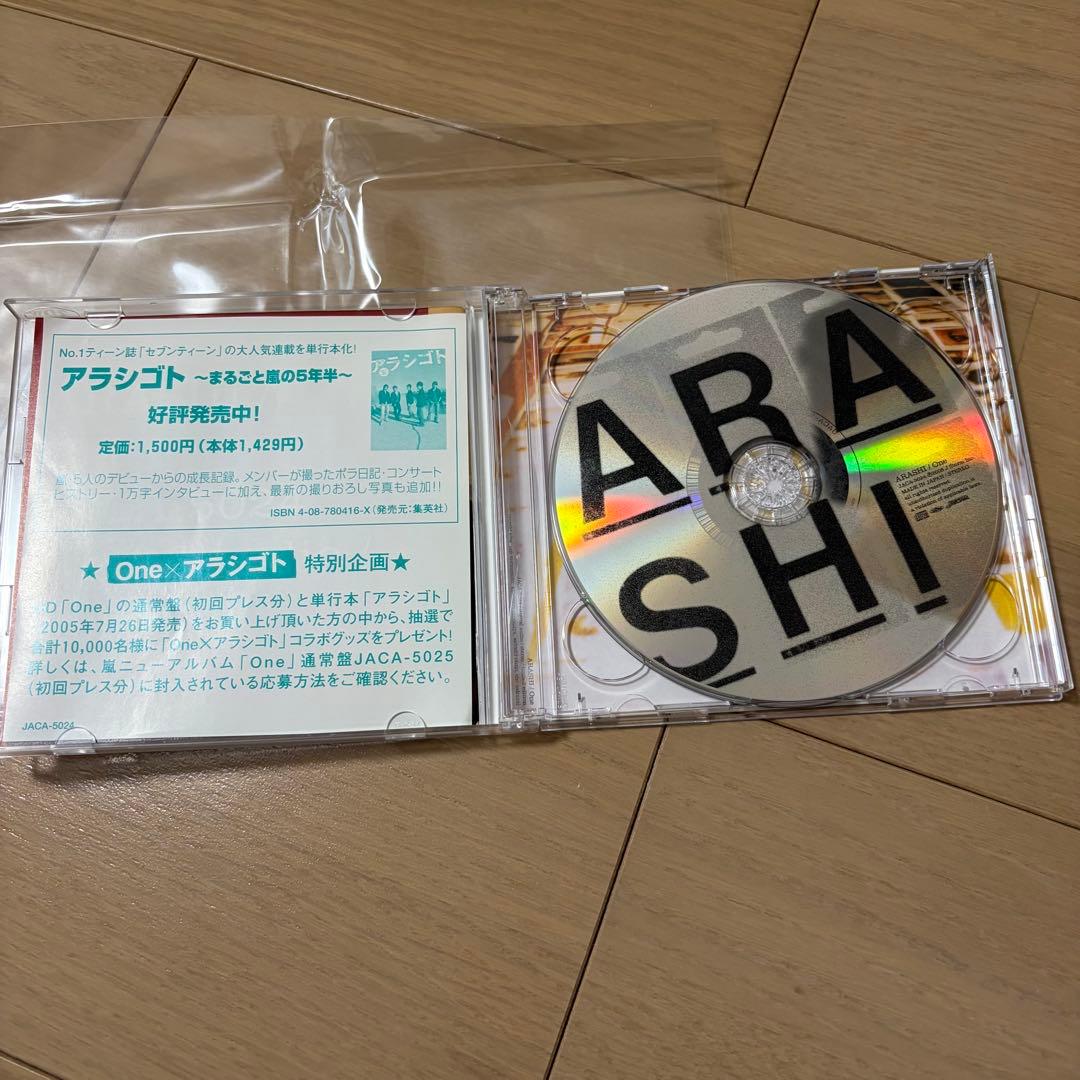 No.1ティーン誌「セブンティーン」の大人気連載を単行本化!
アラシゴト 〜まるごと嵐の5年半〜
好評発売中!
定価:1,500円(本体1,429円)
嵐、5人のデビューからの成長記録。メンバーが撮ったポラ日記・コンサート
ヒストリー・1万字インタビューに加え、最新の撮りおろし写真も追加!!
ISBN 4-08-780416-X(発売元:集英社)
アラシゴト
★ One×アラシゴト 特別企画★
CD「One」の通常盤(初回プレス分)と単行本「アラシゴト」
(2005年7月26日発売)をお買い上げ頂いた方の中から、抽選で
合計10,000名様に「One×アラシゴト」コラボグッズをプレゼント!
詳しくは、嵐ニューアルバム「One」通常盤JACA-5025
(初回プレス分)に封入されている応募方法をご確認ください。
JACA-5024
ARA
SHI
ARASHI / One
MADE IN JAPAN
STEREO
all rights reserved.
ARASHI One